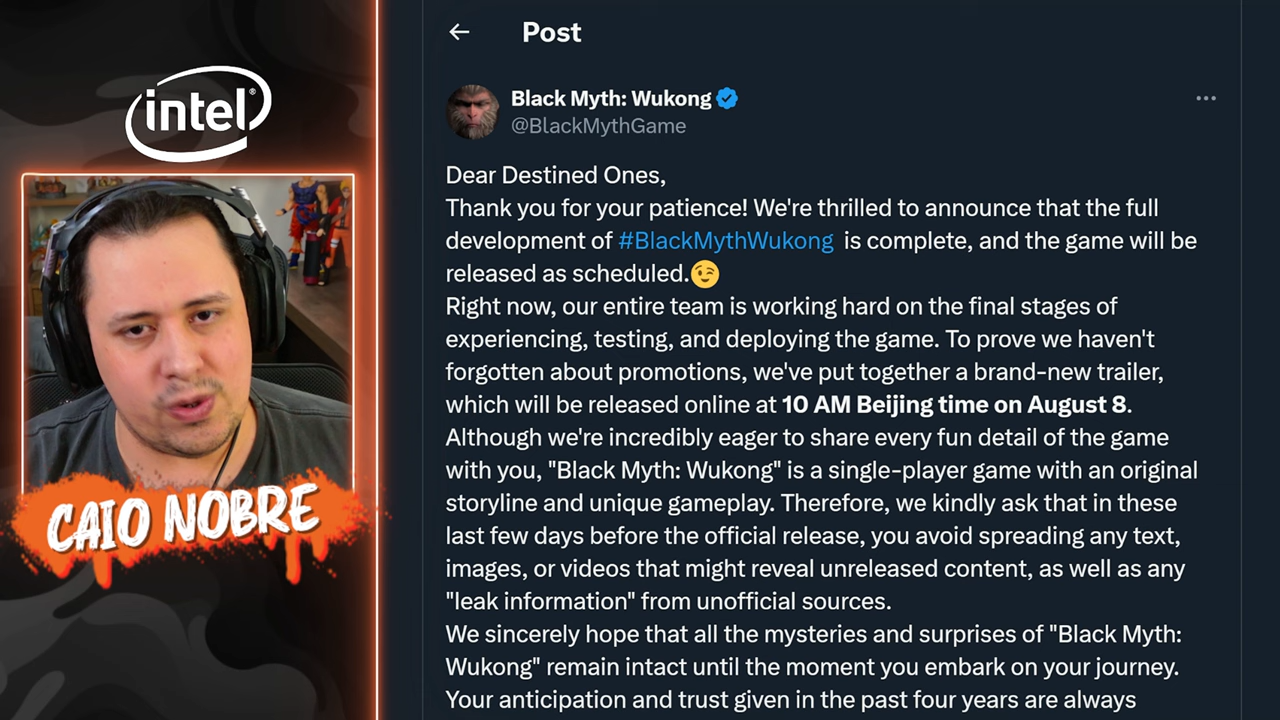 intel®
CAIO NOBRE
Post
Black Myth: Wukong
@BlackMythGame
Dear Destined Ones,
Thank you for your patience! We're thrilled to announce that the full
development of #BlackMythWukong is complete, and the game will be
released as scheduled.😉
Right now, our entire team is working hard on the final stages of
experiencing, testing, and deploying the game. To prove we haven't
forgotten about promotions, we've put together a brand-new trailer,
which will be released online at 10 AM Beijing time on August 8.
Although we're incredibly eager to share every fun detail of the game
with you, "Black Myth: Wukong" is a single-player game with an original
storyline and unique gameplay. Therefore, we kindly ask that in these
last few days before the official release, you avoid spreading any text,
images, or videos that might reveal unreleased content, as well as any
"leak information" from unofficial sources.
We sincerely hope that all the mysteries and surprises of "Black Myth:
Wukong" remain intact until the moment you embark on your journey.
Your anticipation and trust given in the past four years are always